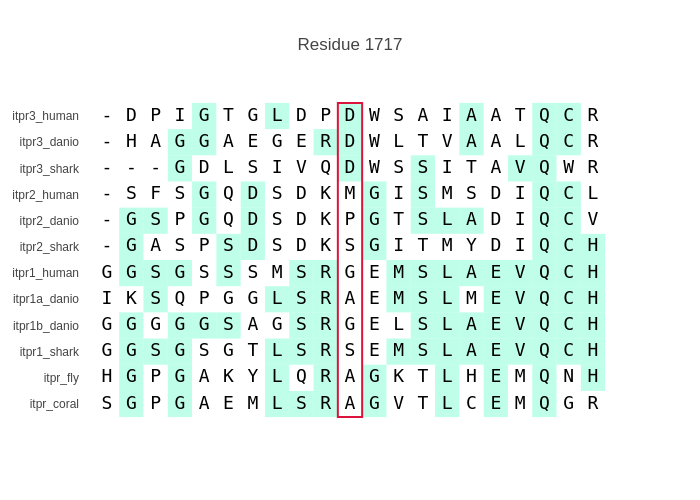 Residue 1717
itpr3_human - D P I G T G L D P D W S A I A A T Q C R
itpr3_danio - H A G G A E G E R D W L T V A A L Q C R
itpr3_shark - - - G D L S I V Q D W S S I T A V Q W R
itpr2_human - S F S G Q D S D K M G I S M S D I Q C L
itpr2_danio - G S P G Q D S D K P G T S L A D I Q C V
itpr2_shark - G A S P S D S D K S G I T M Y D I Q C H
itpr1_human G G S G S S S M S R G E M S L A E V Q C H
itpr1a_danio I K S Q P G G L S R A E M S L M E V Q C H
itpr1b_danio G G G G G S A G S R G E L S L A E V Q C H
itpr1_shark G G S G S G T L S R S E M S L A E V Q C H
itpr_fly H G P G A K Y L Q R A G K T L H E M Q N H
itpr_coral S G P G A E M L S R A G V T L C E M Q G R